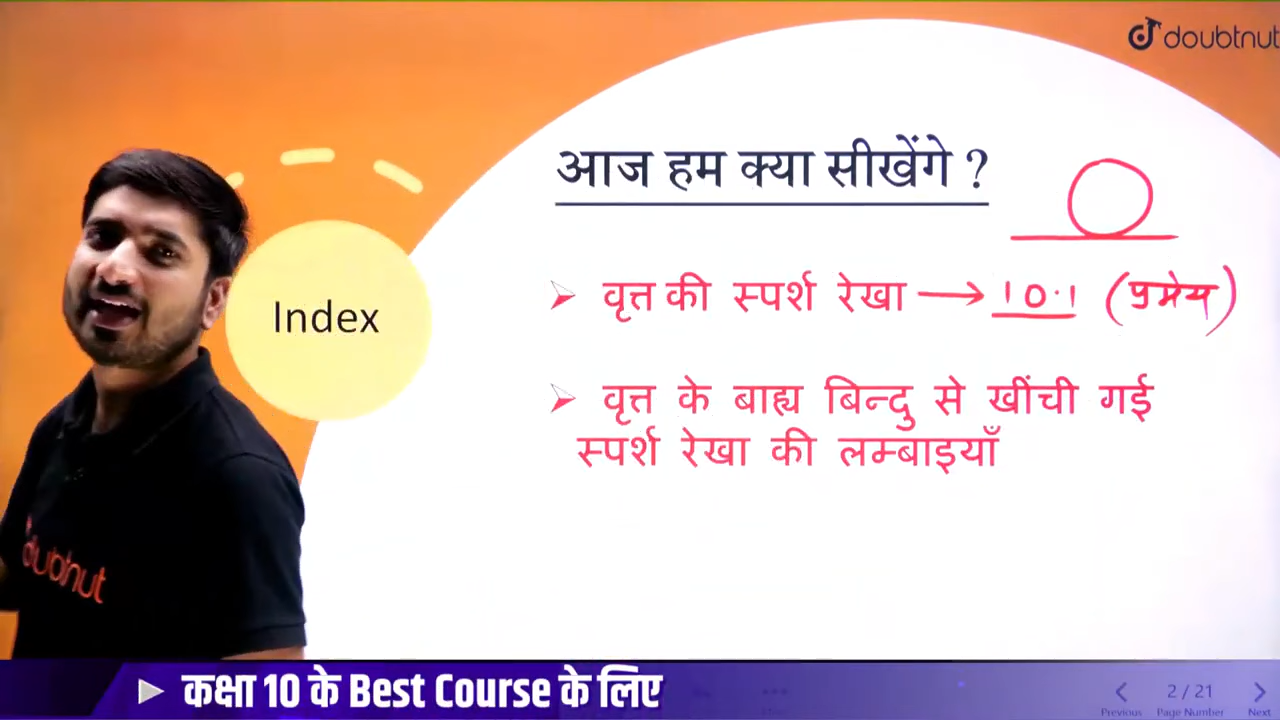 doubtnut
आज हम क्या सीखेंगे ?
Index
वृत्त की स्पर्श रेखा → 10.1 (प्रमेय)
वृत्त के बाह्य बिन्दु से खींची गई
स्पर्श रेखा की लम्बाइयाँ
doubtnut
कक्षा 10 के Best Course के लिए
2 / 21
Previous Page Number Next